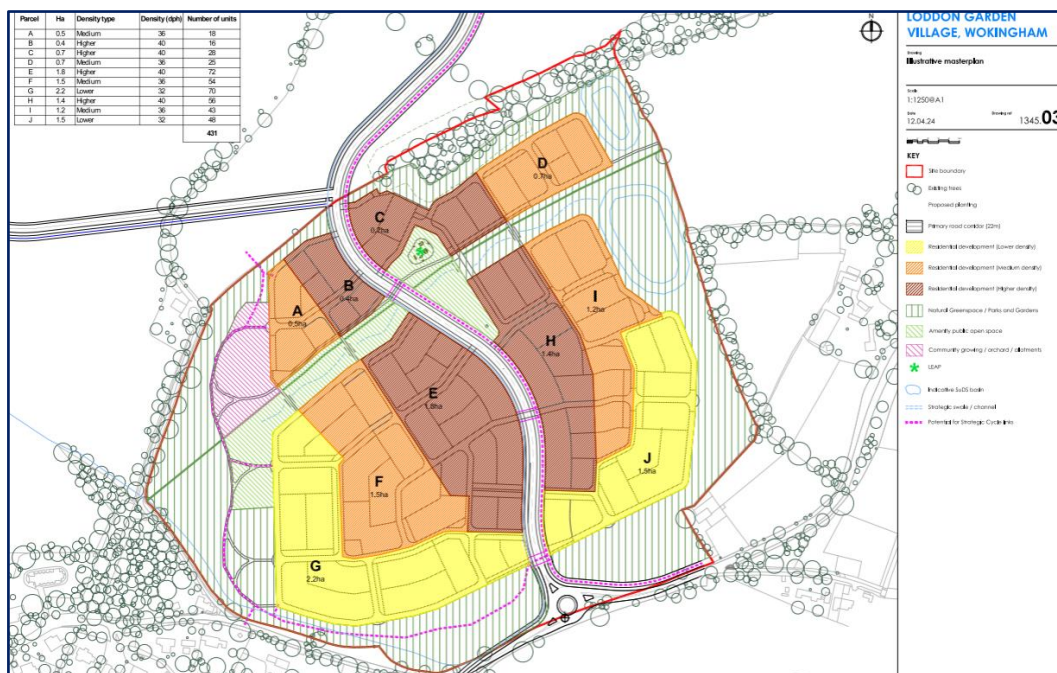 Parcel Ha Density type Density (dph) Number of units
A 0.5 Medium 36 18
B 0.4 Higher 40 16
C 0.7 Higher 40 28
D 0.7 Medium 36 25
E 1.8 Higher 40 72
F 1.5 Medium 36 54
G 2.2 Lower 32 70
H 1.4 Higher 40 56
I 1.2 Medium 36 43
J 1.5 Lower 32 48
431
N
LODDON GARDEN
VILLAGE, WOKINGHAM
Drawing
Illustrative masterplan
Scale
1:1250@A1
Date
12.04.24
Drawing ref
1345.03
KEY
Site boundary
Existing trees
Proposed planting
Primary road corridor (22m)
Residential development (Lower density)
Residential development (Medium density)
Residential development (Higher density)
Natural Greenspace / Parks and Gardens
Amenity public open space
Community growing / orchard / allotments
LEAP
Indicative SuDS basin
Strategic swale / channel
Potential for Strategic Cycle links
D
0.7ha
C
0.7ha
B
0.4ha
A
0.5ha
I
1.2ha
H
1.4ha
E
1.8ha
J
1.5ha
F
1.5ha
G
2.2ha